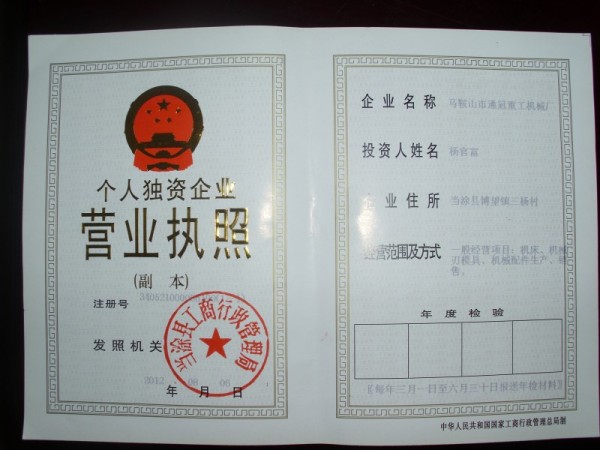 个人独资企业
营业执照
(副 本)
注册号
发照机关
当涂县工商行政管理局
2012
年 月 日
企业名称 马鞍山市通冠重工机械厂
投资人姓名 杨官富
企业住所 当涂县博望镇三杨村
经营范围及方式 一般经营项目:机床、机械
刃模具、机械配件生产、销
售。
年度检验
《每年三月一日至六月三十日报送年检材料》
中华人民共和国国家工商行政管理总局制